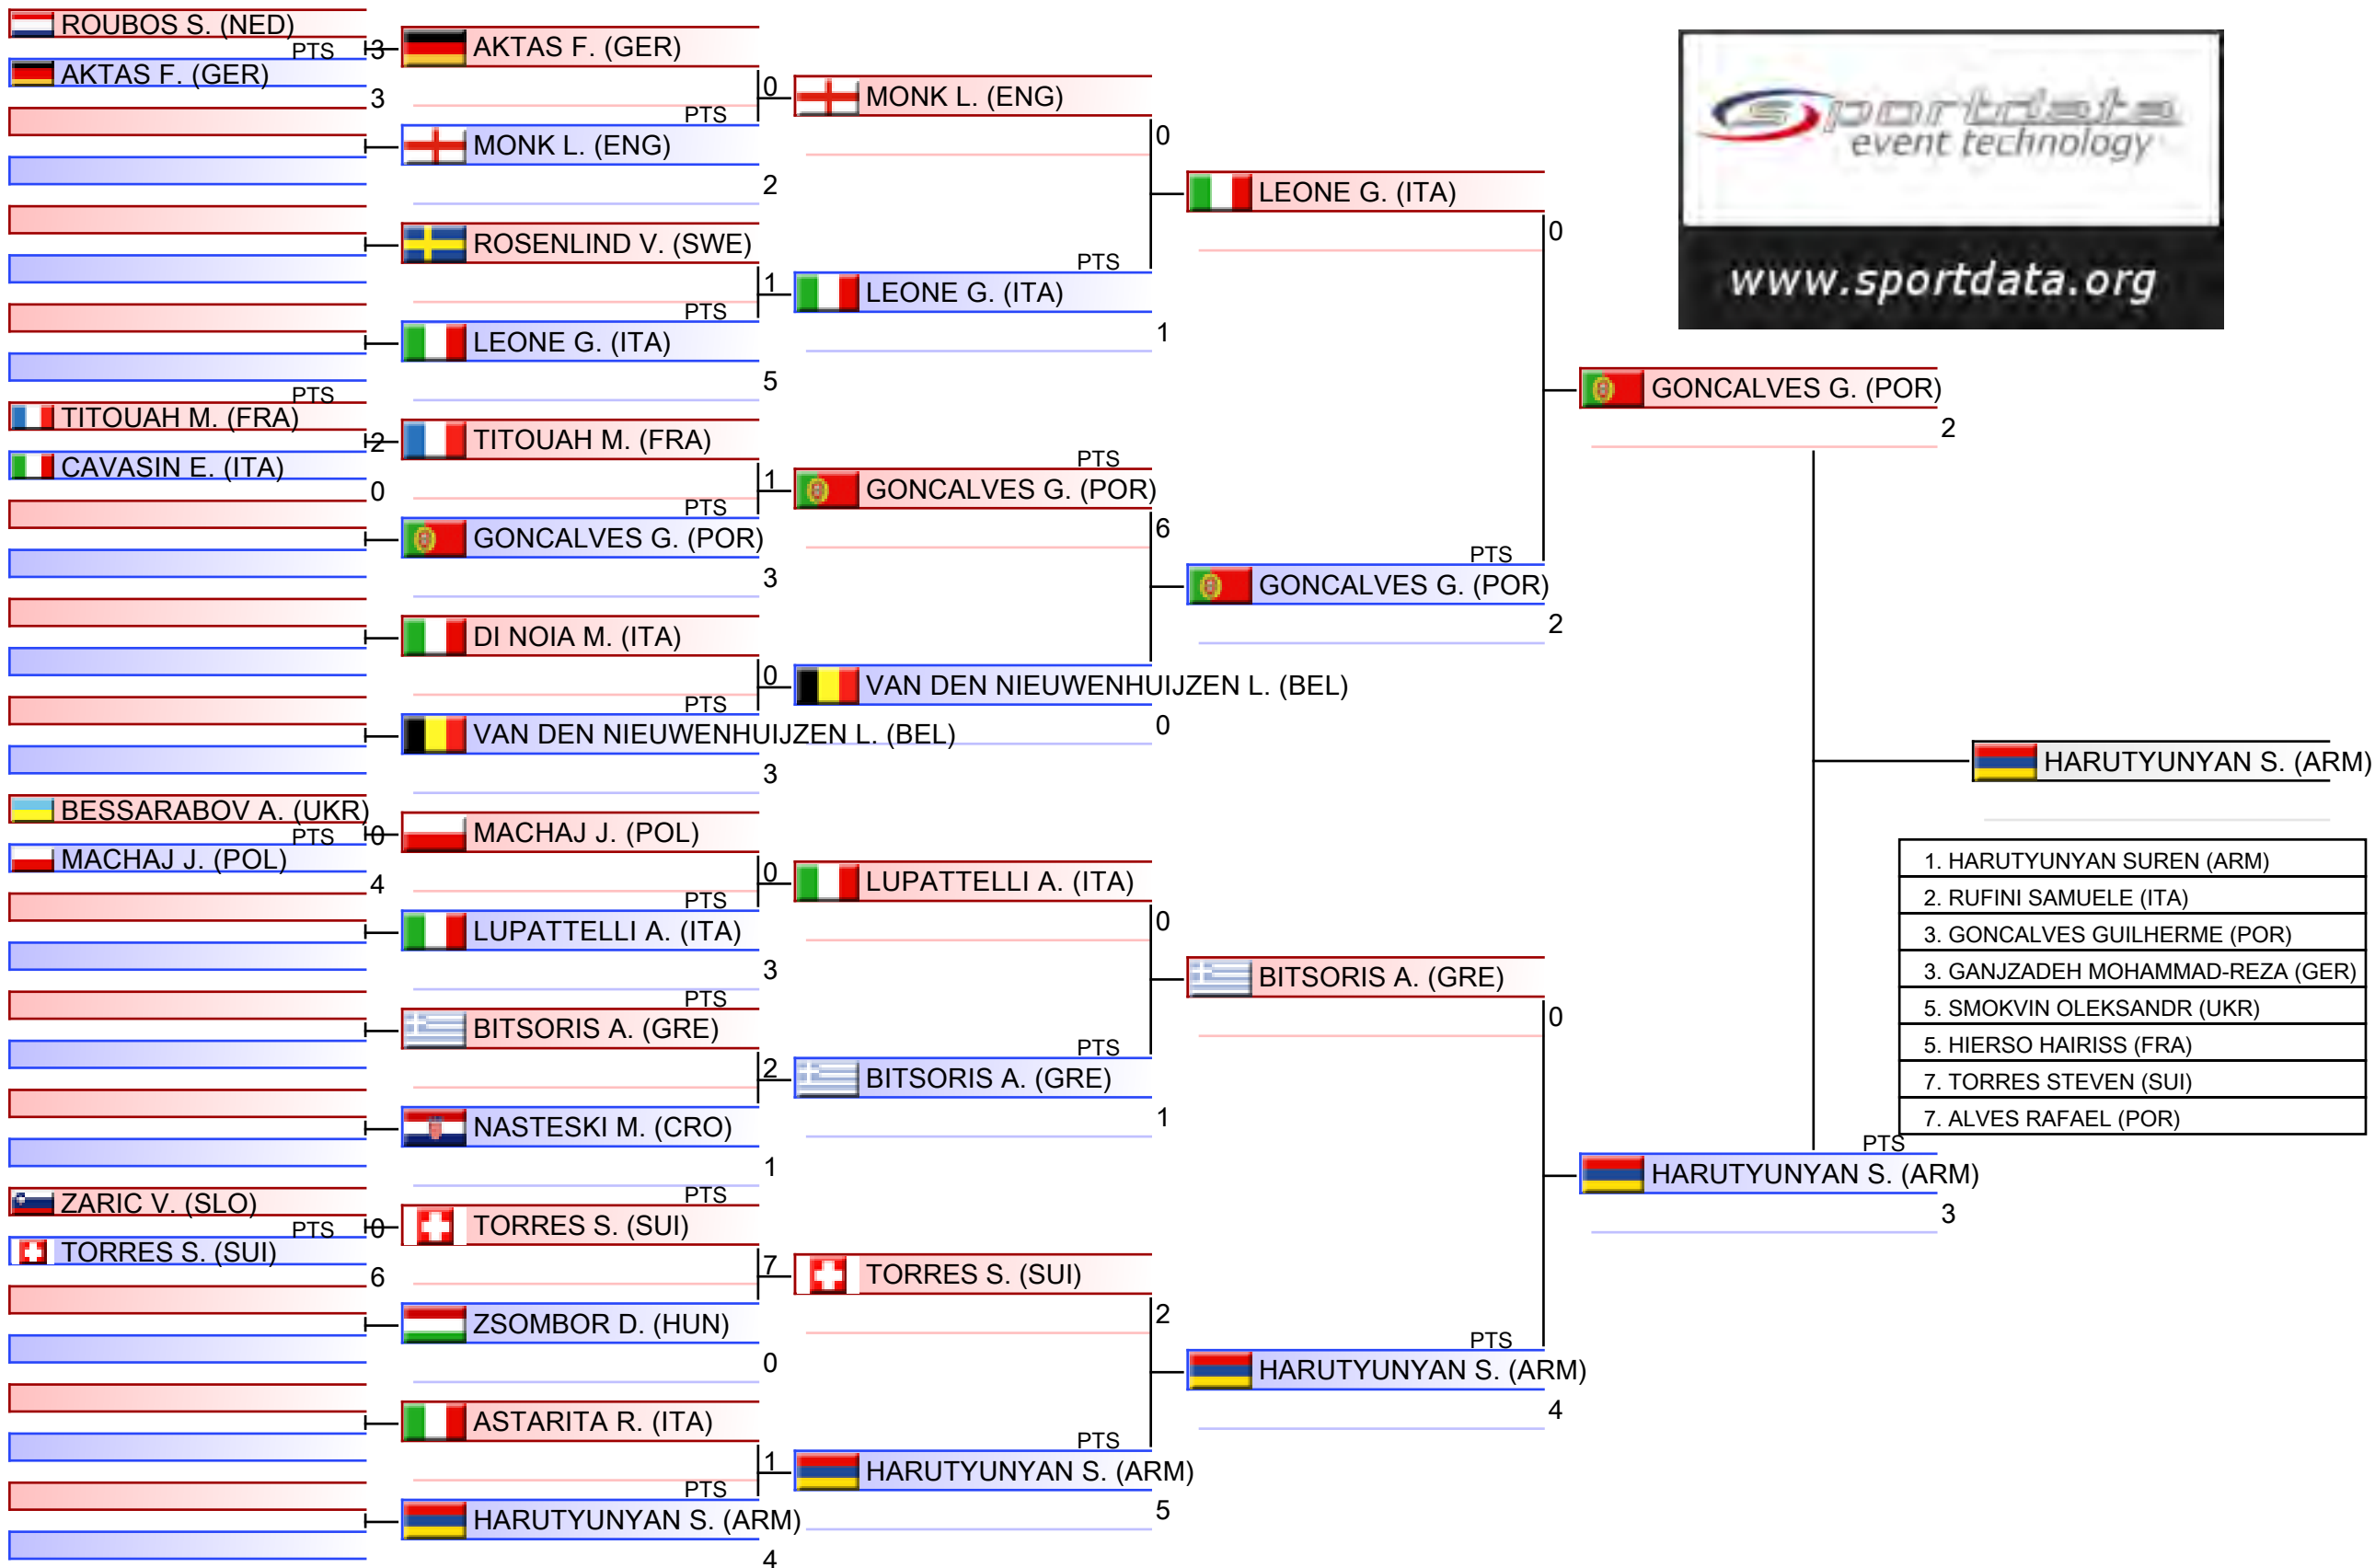 ROUBOS S. (NED)
PTS 3
AKTAS F. (GER)
3
TITOUAH M. (FRA)
PTS 2
CAVASIN E. (ITA)
0
BESSARABOV A. (UKR)
PTS 0
MACHAJ J. (POL)
4
ZARIC V. (SLO)
PTS 0
TORRES S. (SUI)
6
AKTAS F. (GER)
0
PTS
MONK L. (ENG)
2
ROSENLIND V. (SWE)
1
PTS
LEONE G. (ITA)
5
TITOUAH M. (FRA)
1
PTS
GONCALVES G. (POR)
3
DI NOIA M. (ITA)
0
PTS
VAN DEN NIEUWENHUIJZEN L. (BEL)
3
MACHAJ J. (POL)
0
PTS
LUPATTELLI A. (ITA)
3
PTS
BITSORIS A. (GRE)
2
NASTESKI M. (CRO)
1
PTS
TORRES S. (SUI)
7
ZSOMBOR D. (HUN)
0
ASTARITA R. (ITA)
1
PTS
HARUTYUNYAN S. (ARM)
4
MONK L. (ENG)
0
PTS
LEONE G. (ITA)
1
PTS
GONCALVES G. (POR)
6
VAN DEN NIEUWENHUIJZEN L. (BEL)
0
LUPATTELLI A. (ITA)
0
PTS
BITSORIS A. (GRE)
1
TORRES S. (SUI)
2
PTS
HARUTYUNYAN S. (ARM)
5
LEONE G. (ITA)
0
PTS
GONCALVES G. (POR)
2
BITSORIS A. (GRE)
0
PTS
HARUTYUNYAN S. (ARM)
4
GONCALVES G. (POR)
2
PTS
HARUTYUNYAN S. (ARM)
3
HARUTYUNYAN S. (ARM)
sportdata
event technology
www.sportdata.org
1. HARUTYUNYAN SUREN (ARM)
2. RUFINI SAMUELE (ITA)
3. GONCALVES GUILHERME (POR)
3. GANJZADEH MOHAMMAD-REZA (GER)
5. SMOKVIN OLEKSANDR (UKR)
5. HIERSO HAIRISS (FRA)
7. TORRES STEVEN (SUI)
7. ALVES RAFAEL (POR)